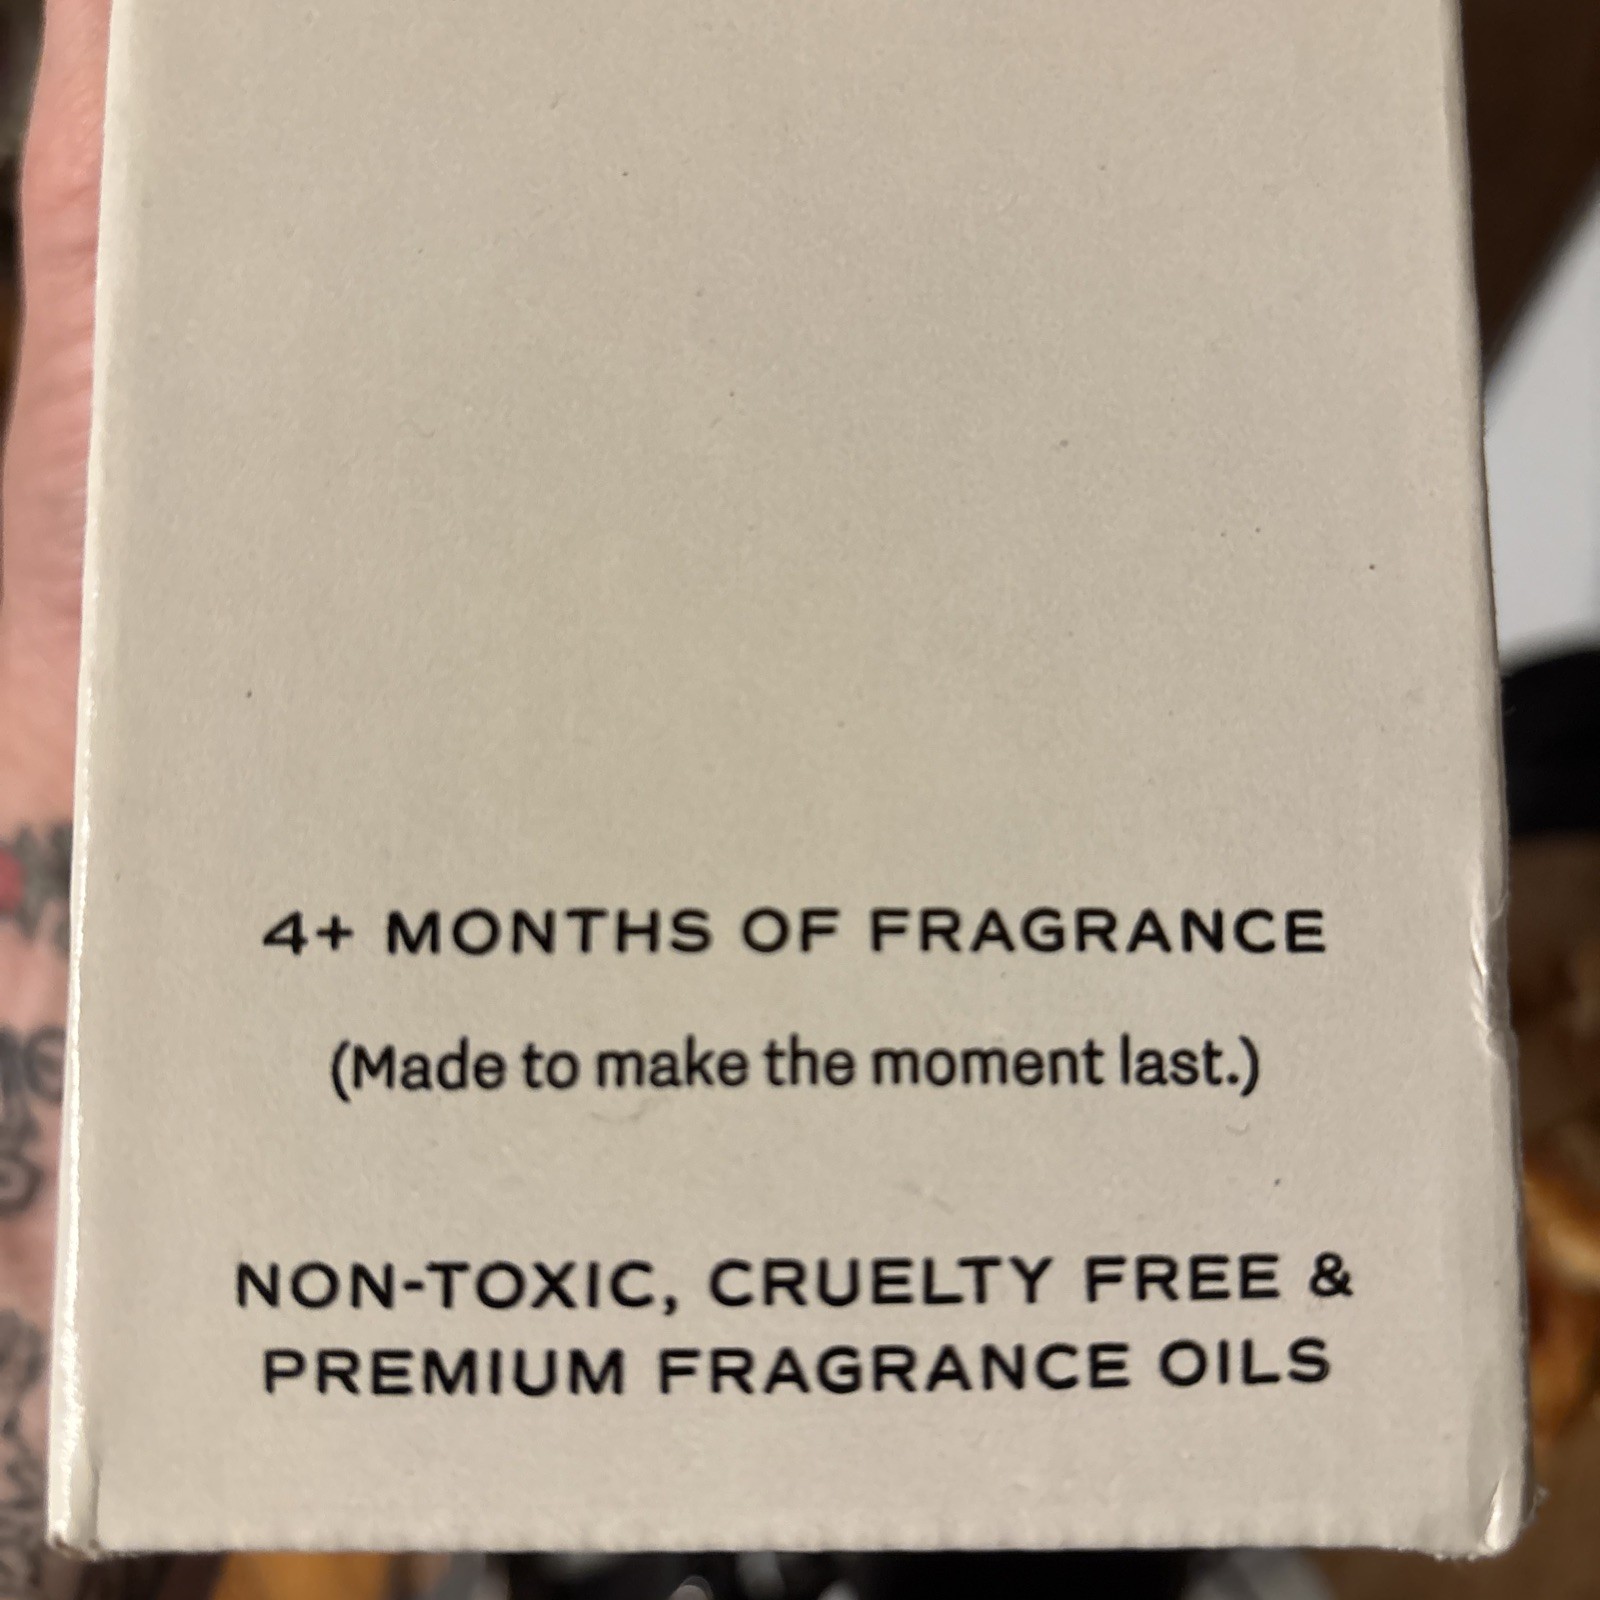 4+ MONTHS OF FRAGRANCE
(Made to make the moment last.)
NON-TOXIC, CRUELTY FREE &
PREMIUM FRAGRANCE OILS